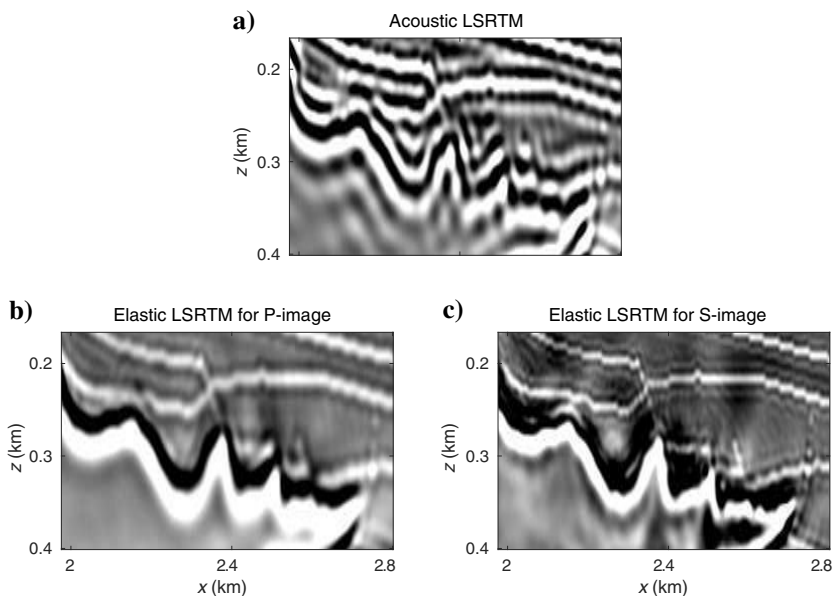 a)
Acoustic LSRTM
z (km)
0.2
0.3
0.4
b)
Elastic LSRTM for P-image
z (km)
0.2
0.3
0.4
2
2.4
2.8
x (km)
c)
Elastic LSRTM for S-image
z (km)
0.2
0.3
0.4
2
2.4
2.8
x (km)